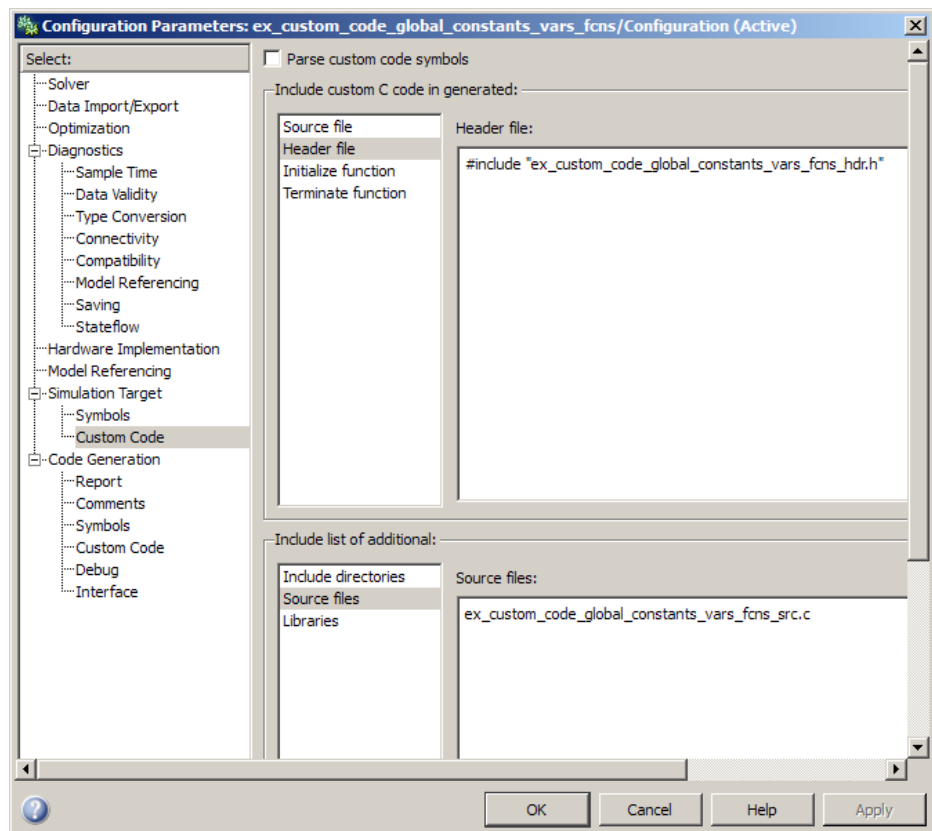 Configuration Parameters: ex_custom_code_global_constants_vars_fcns/Configuration (Active)
Select:
Solver
Data Import/Export
Optimization
Diagnostics
Sample Time
Data Validity
Type Conversion
Connectivity
Compatibility
Model Referencing
Saving
Stateflow
Hardware Implementation
Model Referencing
Simulation Target
Symbols
Custom Code
Code Generation
Report
Comments
Symbols
Custom Code
Debug
Interface
Parse custom code symbols
Include custom C code in generated:
Source file
Header file
Initialize function
Terminate function
Header file:
#include "ex_custom_code_global_constants_vars_fcns_hdr.h"
Include list of additional:
Include directories
Source files
Libraries
Source files:
ex_custom_code_global_constants_vars_fcns_src.c
OK
Cancel
Help
Apply